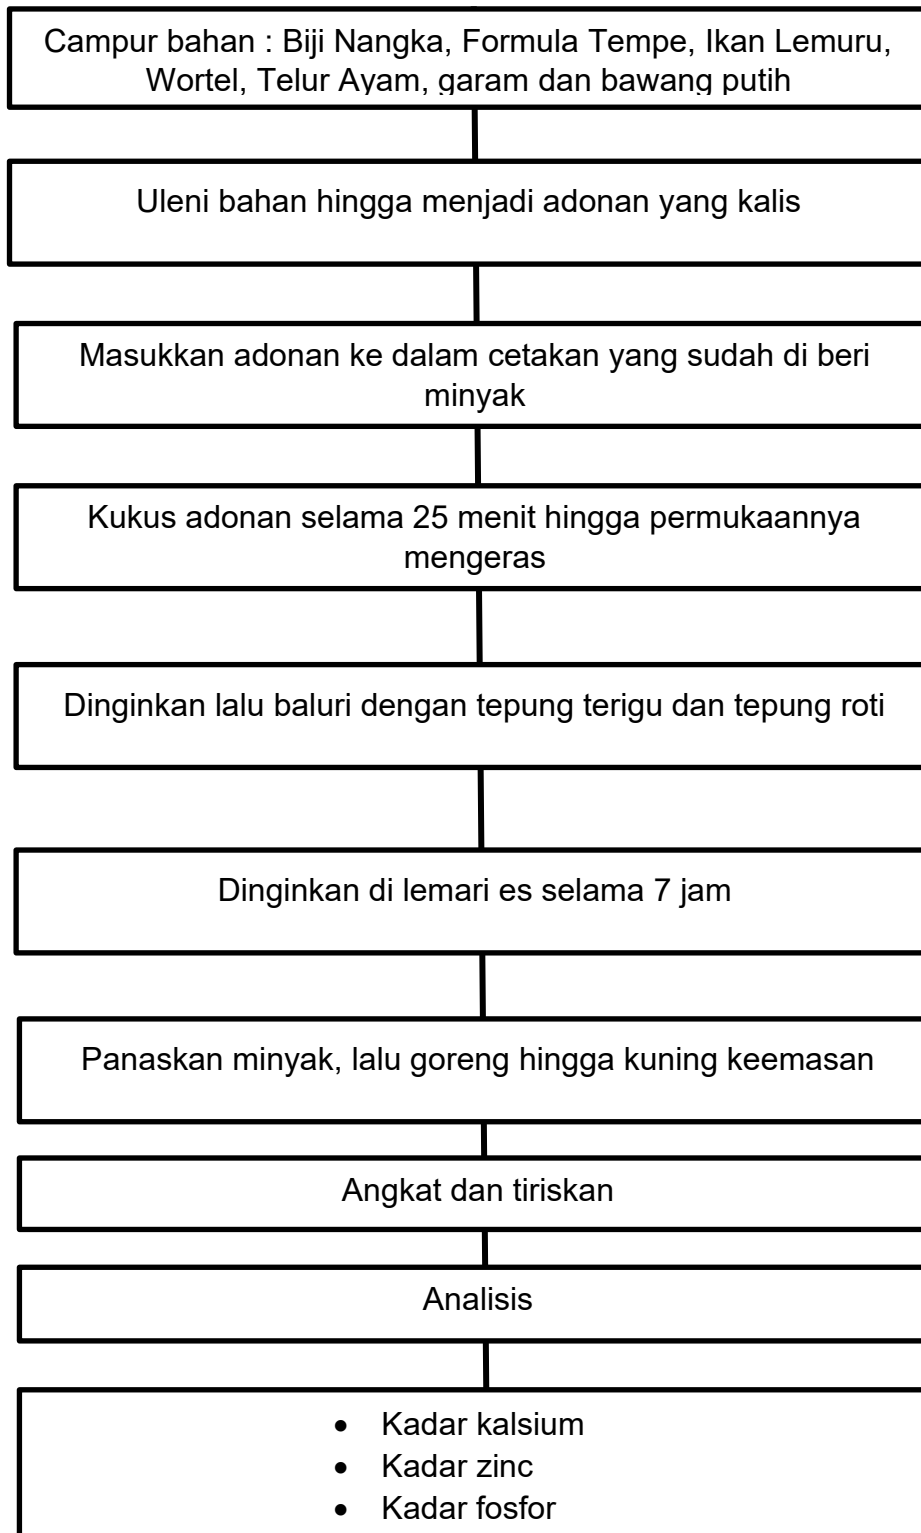 Campur bahan : Biji Nangka, Formula Tempe, Ikan Lemuru,
Wortel, Telur Ayam, garam dan bawang putih
Uleni bahan hingga menjadi adonan yang kalis
Masukkan adonan ke dalam cetakan yang sudah di beri
minyak
Kukus adonan selama 25 menit hingga permukaannya
mengeras
Dinginkan lalu baluri dengan tepung terigu dan tepung roti
Dinginkan di lemari es selama 7 jam
Panaskan minyak, lalu goreng hingga kuning keemasan
Angkat dan tiriskan
Analisis
• Kadar kalsium
• Kadar zinc
• Kadar fosfor